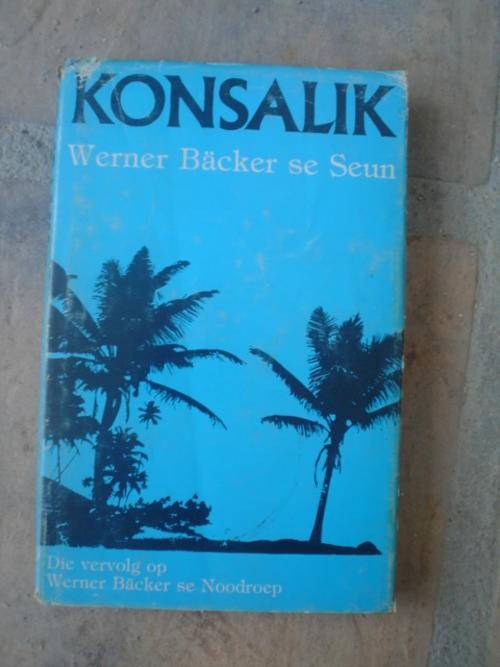 KONSALIK
Werner Bäcker se Seun
Die vervolg op
Werner Bäcker se Noodroep